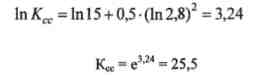 ln K_cc = ln15 + 0,5·(ln 2,8)² = 3,24
K_cc = e^3,24 = 25,5